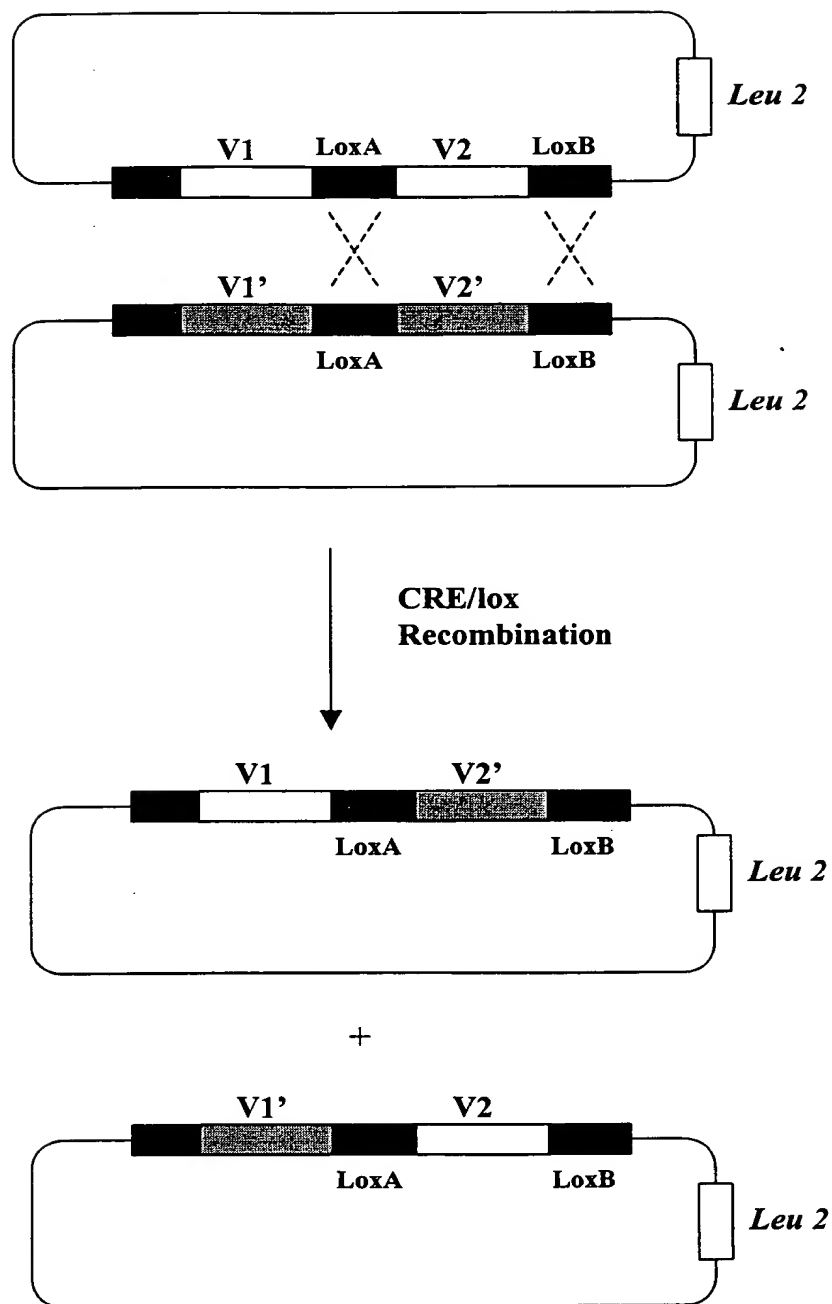 Leu 2
V1 LoxA V2 LoxB
V1’ V2’
LoxA LoxB
Leu 2
CRE/lox
Recombination
V1 V2’
LoxA LoxB
Leu 2
+
V1’ V2
LoxA LoxB
Leu 2